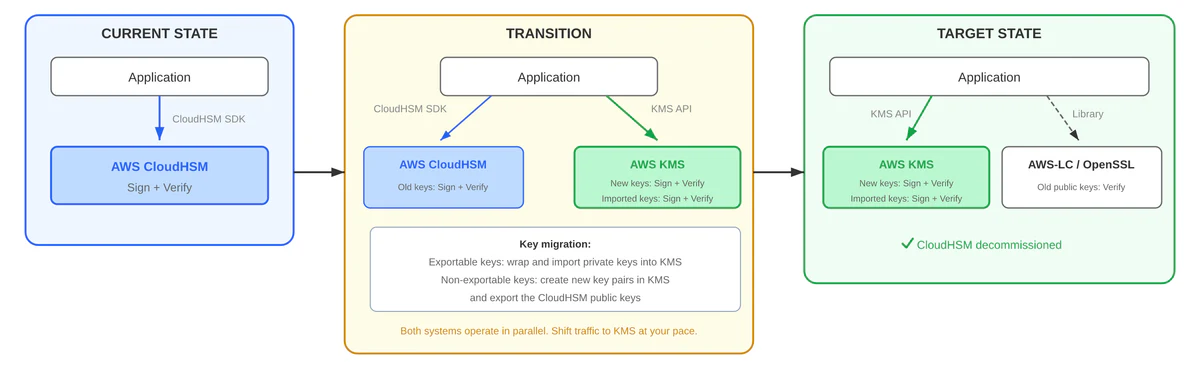 CURRENT STATE
Application
CloudHSM SDK
AWS CloudHSM
Sign + Verify
TRANSITION
Application
CloudHSM SDK
KMS API
AWS CloudHSM
Old keys: Sign + Verify
AWS KMS
New keys: Sign + Verify
Imported keys: Sign + Verify
Key migration:
Exportable keys: wrap and import private keys into KMS
Non-exportable keys: create new key pairs in KMS
and export the CloudHSM public keys
Both systems operate in parallel. Shift traffic to KMS at your pace.
TARGET STATE
Application
KMS API
Library
AWS KMS
New keys: Sign + Verify
Imported keys: Sign + Verify
AWS-LC / OpenSSL
Old public keys: Verify
CloudHSM decommissioned